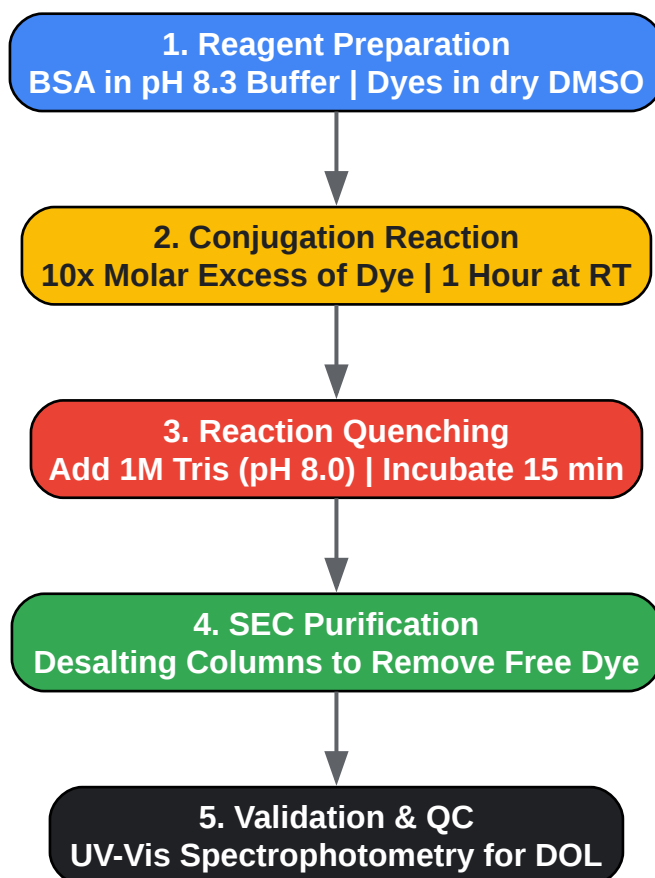 1. Reagent Preparation
BSA in pH 8.3 Buffer | Dyes in dry DMSO
2. Conjugation Reaction
10x Molar Excess of Dye | 1 Hour at RT
3. Reaction Quenching
Add 1M Tris (pH 8.0) | Incubate 15 min
4. SEC Purification
Desalting Columns to Remove Free Dye
5. Validation & QC
UV-Vis Spectrophotometry for DOL